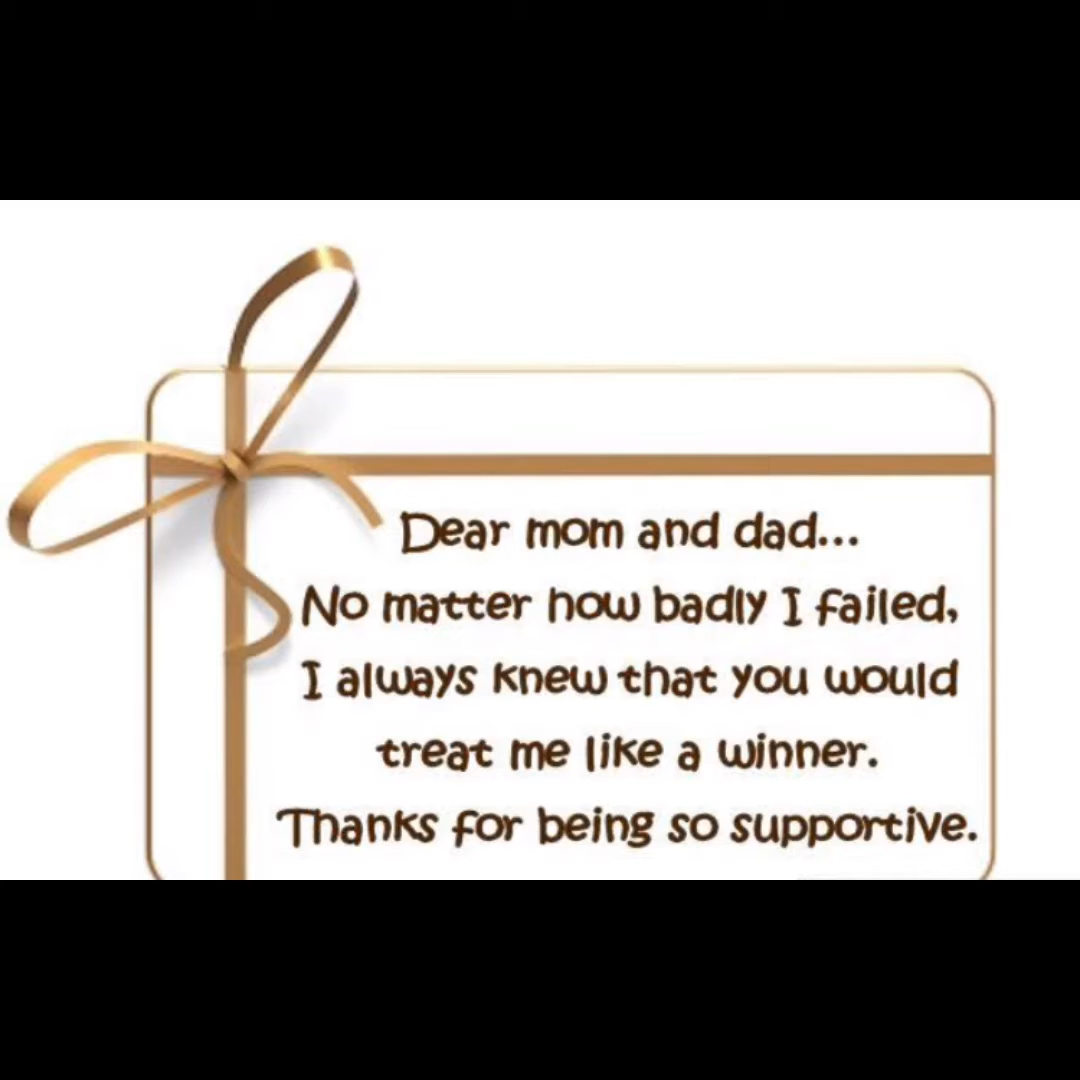 Dear mom and dad...
No matter how badly I failed,
I always knew that you would
treat me like a winner.
Thanks for being so supportive.